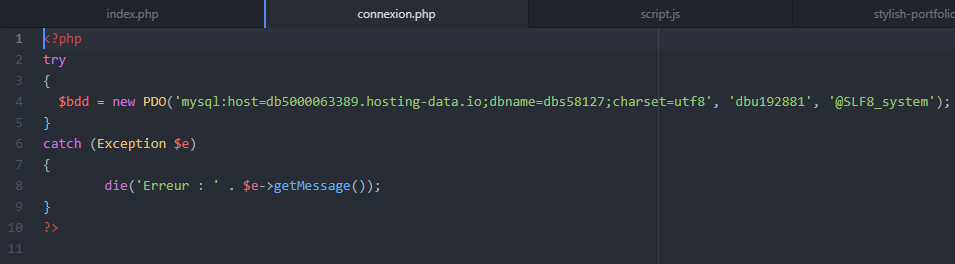 index.php connexion.php script.js stylish-portfolio
1 <?php
2 try
3 {
4 $bdd = new PDO('mysql:host=db5000063389.hosting-data.io;dbname=dbs58127;charset=utf8', 'dbu192881', '@SLF8_system');
5 }
6 catch (Exception $e)
7 {
8 die('Erreur : ' . $e->getMessage());
9 }
10 ?>
11